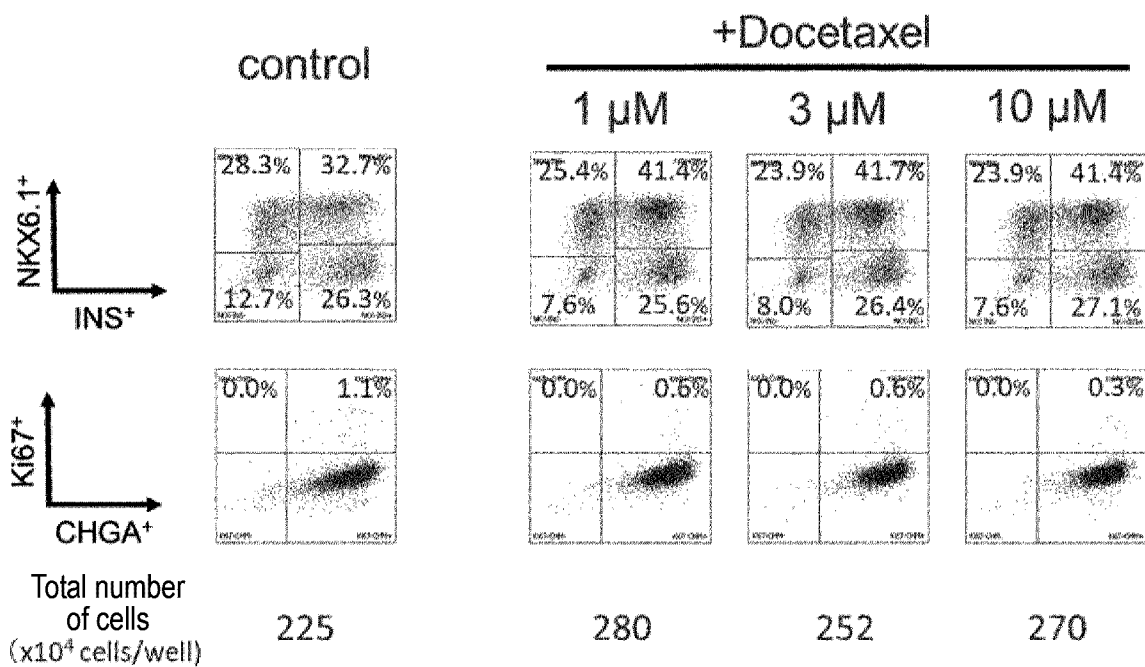 +Docetaxel
control
1 µM
3 µM
10 µM
NKX6.1⁺
INS⁺
28.3% 32.7%
12.7% 26.3%
25.4% 41.4%
7.6% 25.6%
23.9% 41.7%
8.0% 26.4%
23.9% 41.4%
7.6% 27.1%
Ki67⁺
CHGA⁺
0.0% 1.1%
0.0% 0.6%
0.0% 0.6%
0.0% 0.3%
Total number
of cells
(x10⁴ cells/well)
225
280
252
270